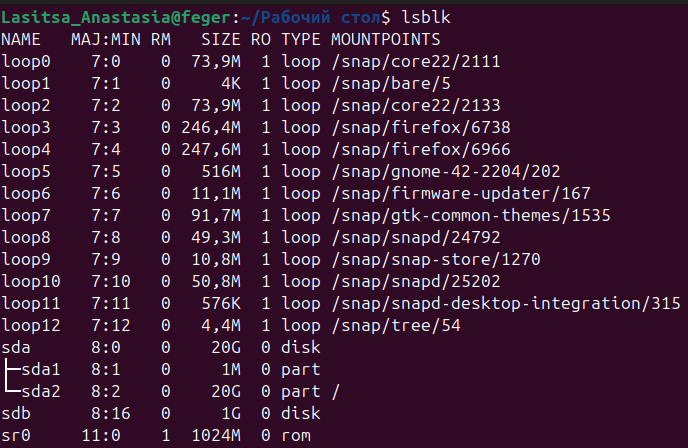 Lasitsa_Anastasia@feger:~/Рабочий стол$ lsblk
NAME   MAJ:MIN RM   SIZE RO TYPE MOUNTPOINTS
loop0    7:0    0  73,9M  1 loop /snap/core22/2111
loop1    7:1    0     4K  1 loop /snap/bare/5
loop2    7:2    0  73,9M  1 loop /snap/core22/2133
loop3    7:3    0 246,4M  1 loop /snap/firefox/6738
loop4    7:4    0 247,6M  1 loop /snap/firefox/6966
loop5    7:5    0   516M  1 loop /snap/gnome-42-2204/202
loop6    7:6    0  11,1M  1 loop /snap/firmware-updater/167
loop7    7:7    0  91,7M  1 loop /snap/gtk-common-themes/1535
loop8    7:8    0  49,3M  1 loop /snap/snapd/24792
loop9    7:9    0  10,8M  1 loop /snap/snap-store/1270
loop10   7:10   0  50,8M  1 loop /snap/snapd/25202
loop11   7:11   0   576K  1 loop /snap/snapd-desktop-integration/315
loop12   7:12   0   4,4M  1 loop /snap/tree/54
sda      8:0    0    20G  0 disk
├─sda1   8:1    0     1M  0 part
└─sda2   8:2    0    20G  0 part /
sdb      8:16   0     1G  0 disk
sr0     11:0    1  1024M  0 rom